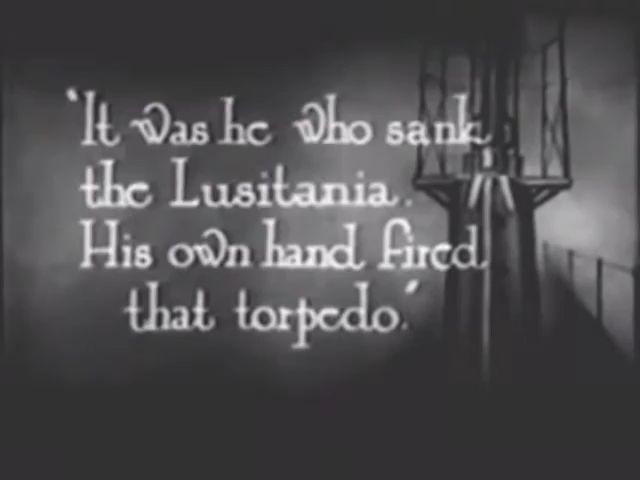 "It was he who sank
the Lusitania.
His own hand fired
that torpedo."